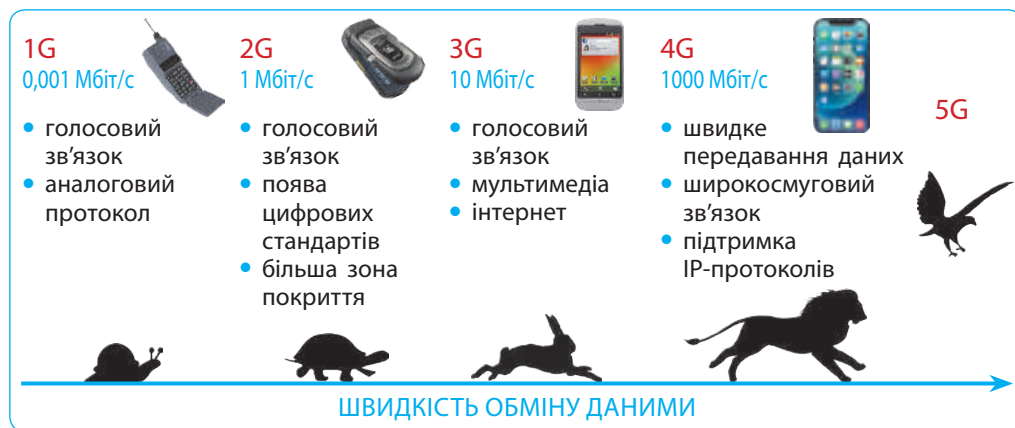 1G
0,001 Мбіт/с
• голосовий
зв'язок
• аналоговий
протокол
2G
1 Мбіт/с
• голосовий
зв'язок
• поява
цифрових
стандартів
• більша зона
покриття
3G
10 Мбіт/с
• голосовий
зв'язок
• мультимедіа
• інтернет
4G
1000 Мбіт/с
• швидке
передавання даних
• широкосмуговий
зв'язок
• підтримка
ІР-протоколів
5G
ШВИДКІСТЬ ОБМІНУ ДАНИМИ